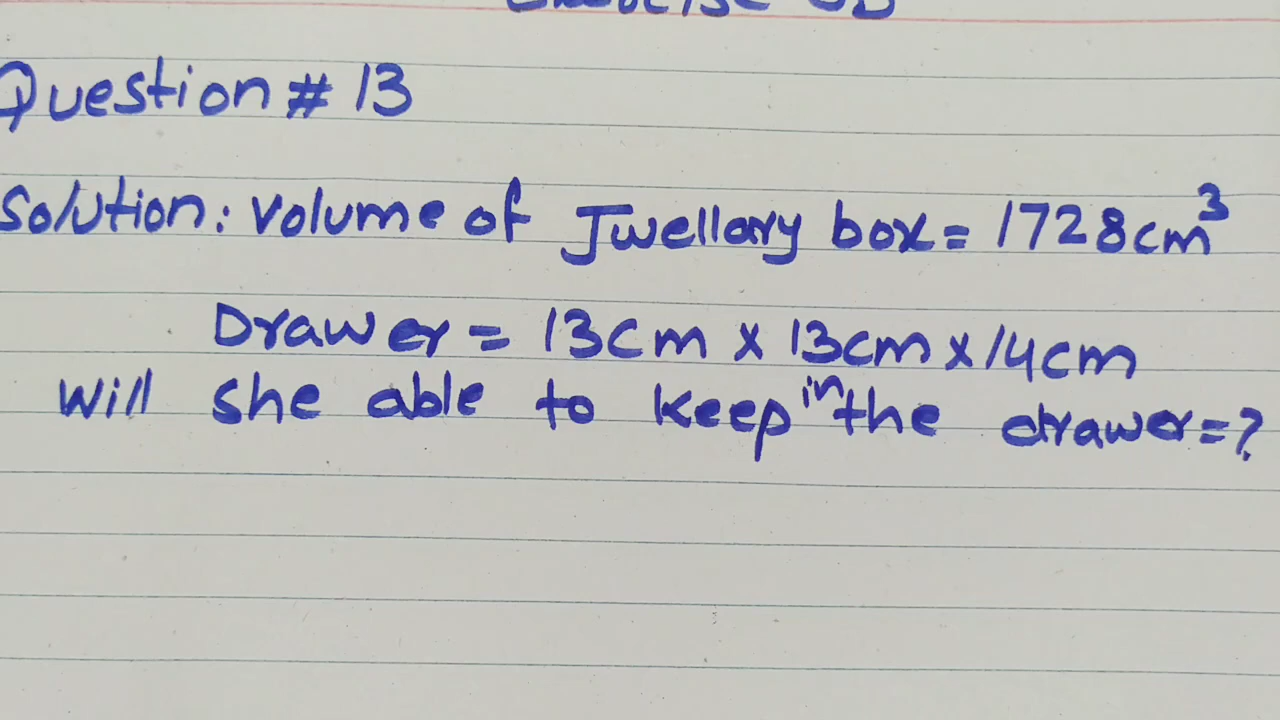 Question # 13
Solution: Volume of Jwellary box = 1728cm³
Drawer = 13cm x 13cm x 14cm
Will she able to keep in the drawer=?